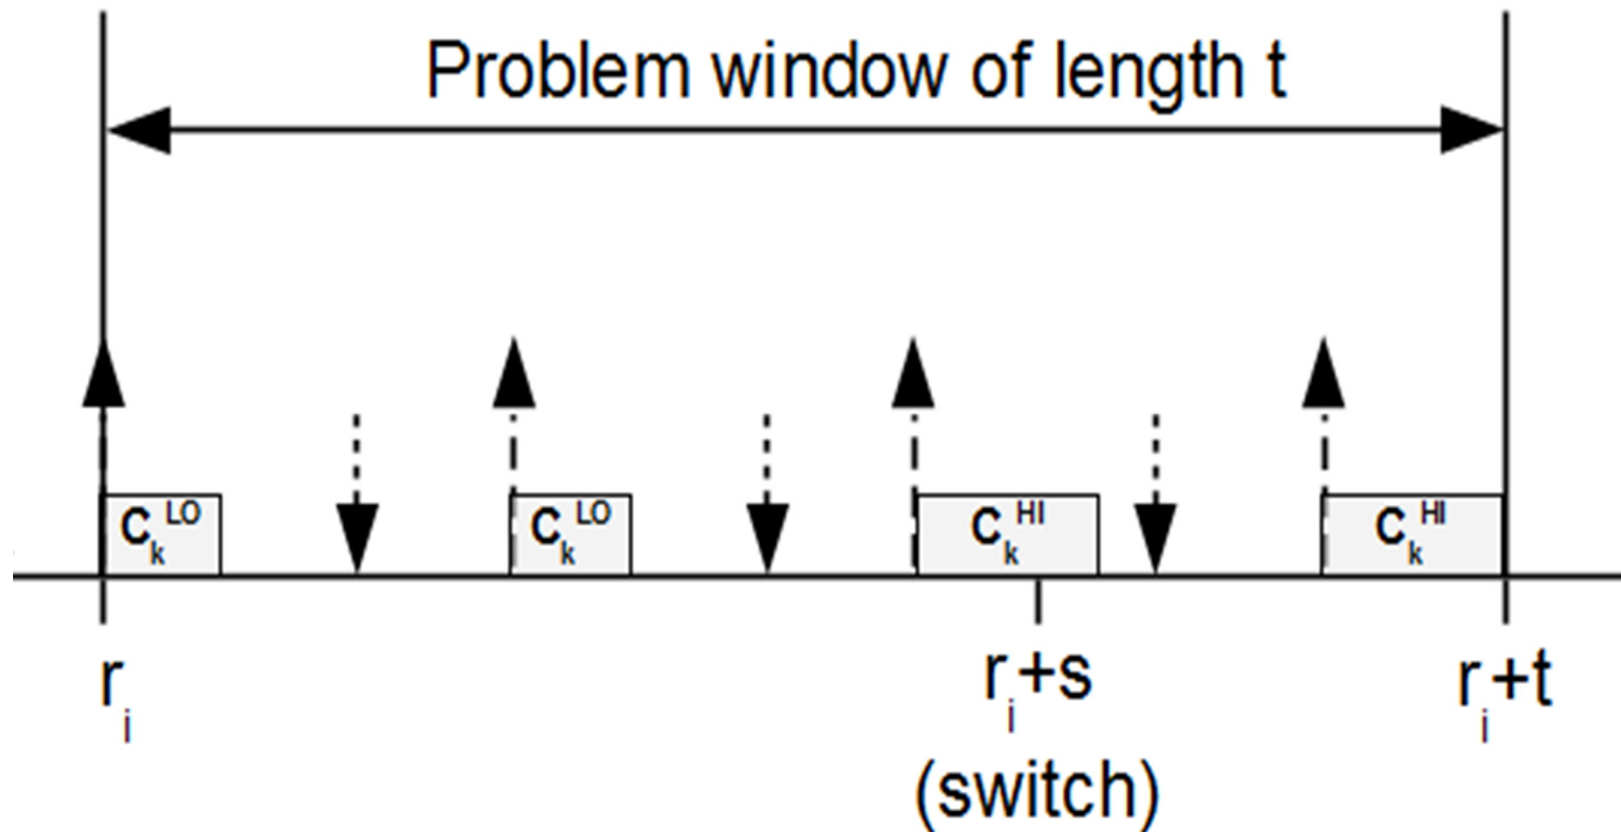 Problem window of length t
C_k^LO C_k^LO C_k^HI C_k^HI
r_i r_i+s r_i+t
(switch)